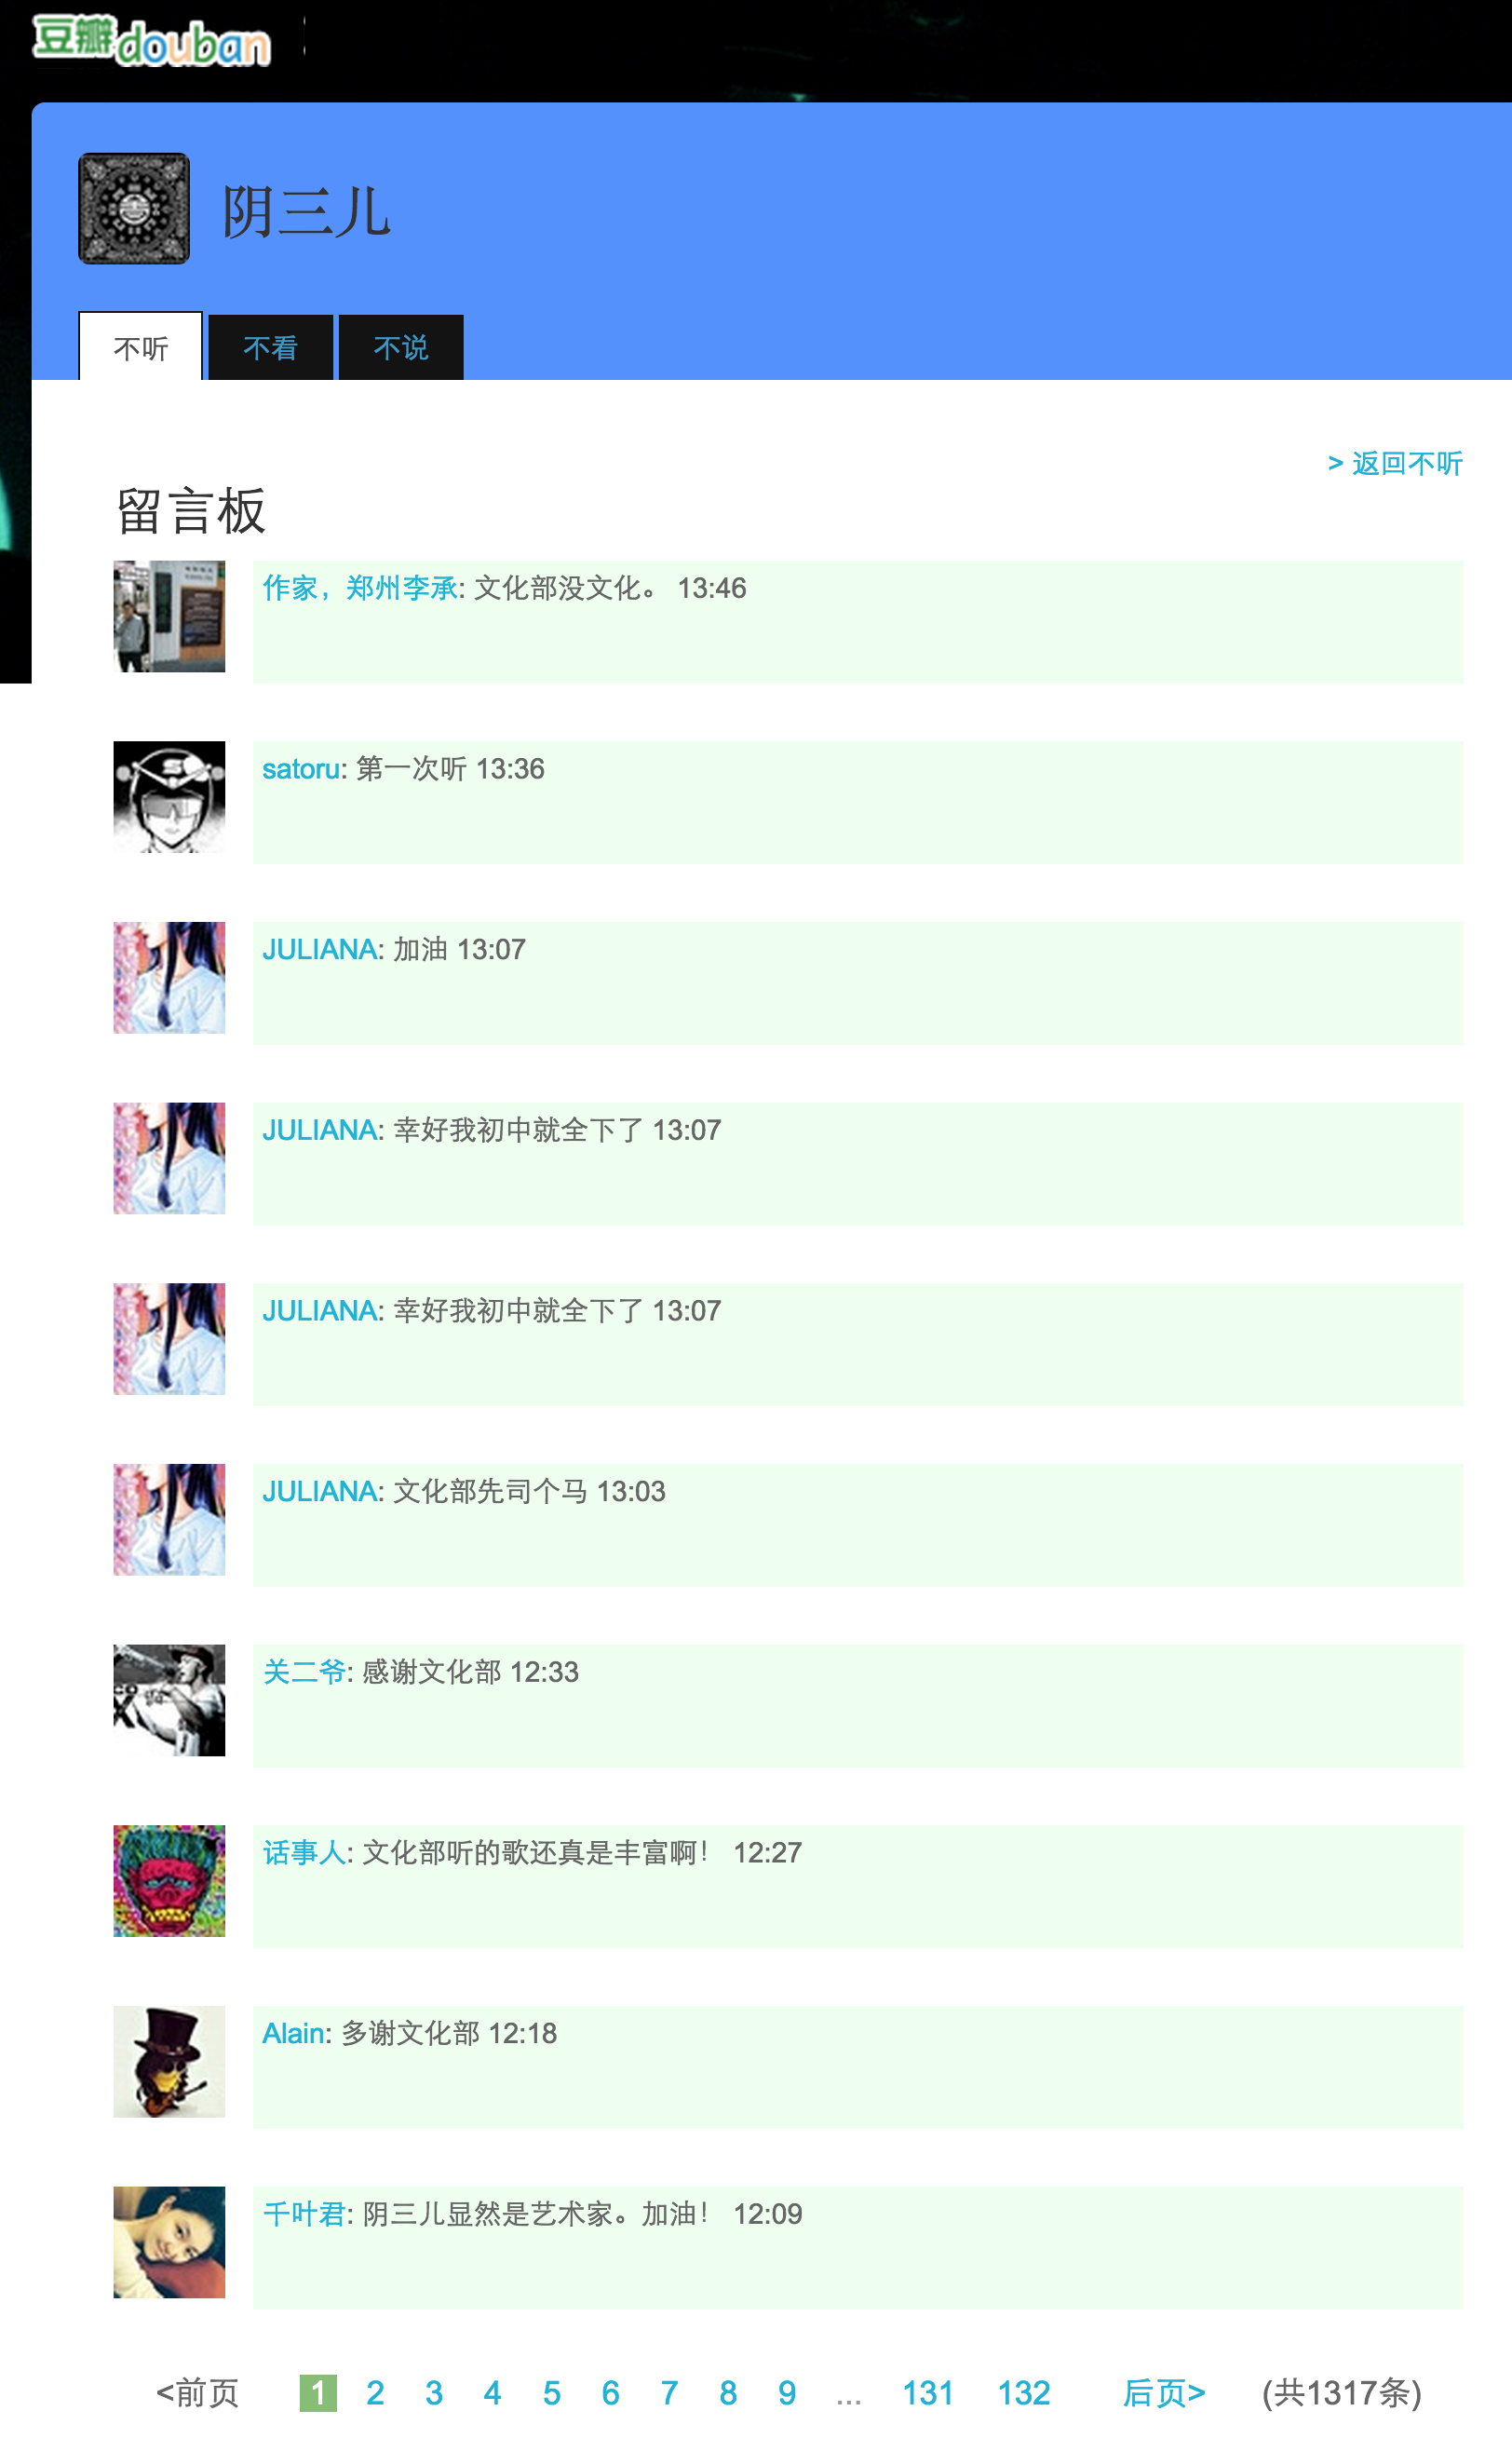 豆瓣douban
阴三儿
不听 不看 不说
> 返回不听
留言板
作家，郑州李承: 文化部没文化。 13:46
satoru: 第一次听 13:36
JULIANA: 加油 13:07
JULIANA: 幸好我初中就全下了 13:07
JULIANA: 幸好我初中就全下了 13:07
JULIANA: 文化部先司个马 13:03
关二爷: 感谢文化部 12:33
话事人: 文化部听的歌还真是丰富啊！ 12:27
Alain: 多谢文化部 12:18
千叶君: 阴三儿显然是艺术家。加油！ 12:09
<前页 1 2 3 4 5 6 7 8 9 ... 131 132 后页> (共1317条)